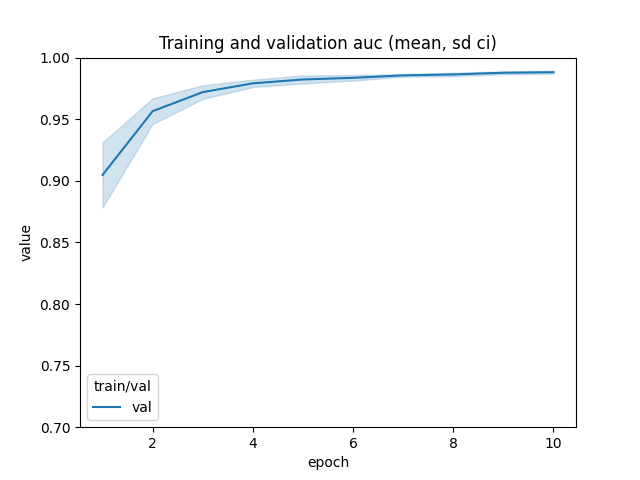 Training and validation auc (mean, sd ci)
1.00
0.95
0.90
0.85
0.80
0.75
0.70
value
train/val
val
2
4
6
8
10
epoch